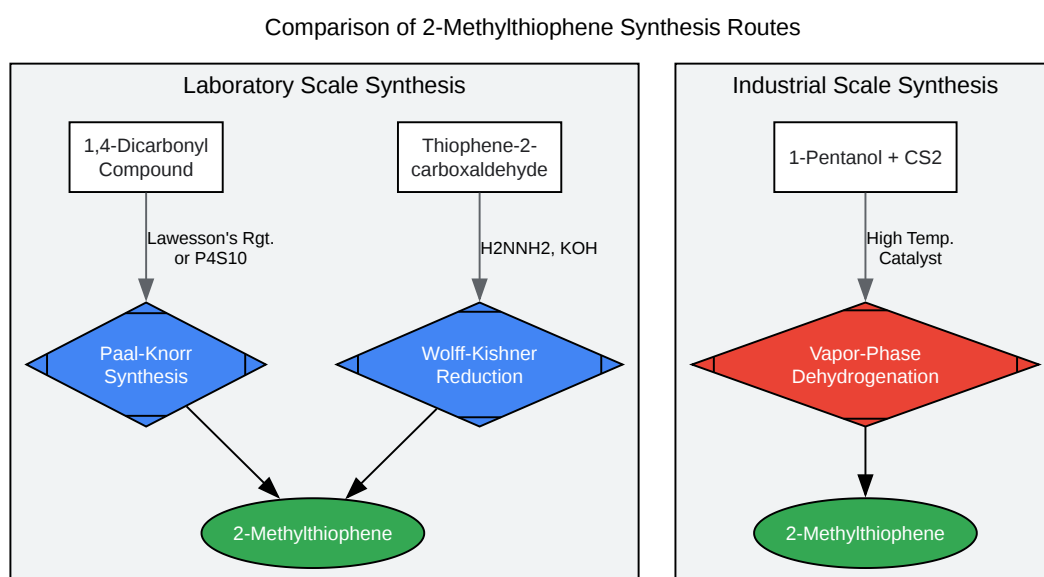 Comparison of 2-Methylthiophene Synthesis Routes
Laboratory Scale Synthesis
1,4-Dicarbonyl
Compound
Thiophene-2-
carboxaldehyde
Lawesson's Rgt.
or P4S10
H2NNH2, KOH
Paal-Knorr
Synthesis
Wolff-Kishner
Reduction
2-Methylthiophene
Industrial Scale Synthesis
1-Pentanol + CS2
High Temp.
Catalyst
Vapor-Phase
Dehydrogenation
2-Methylthiophene